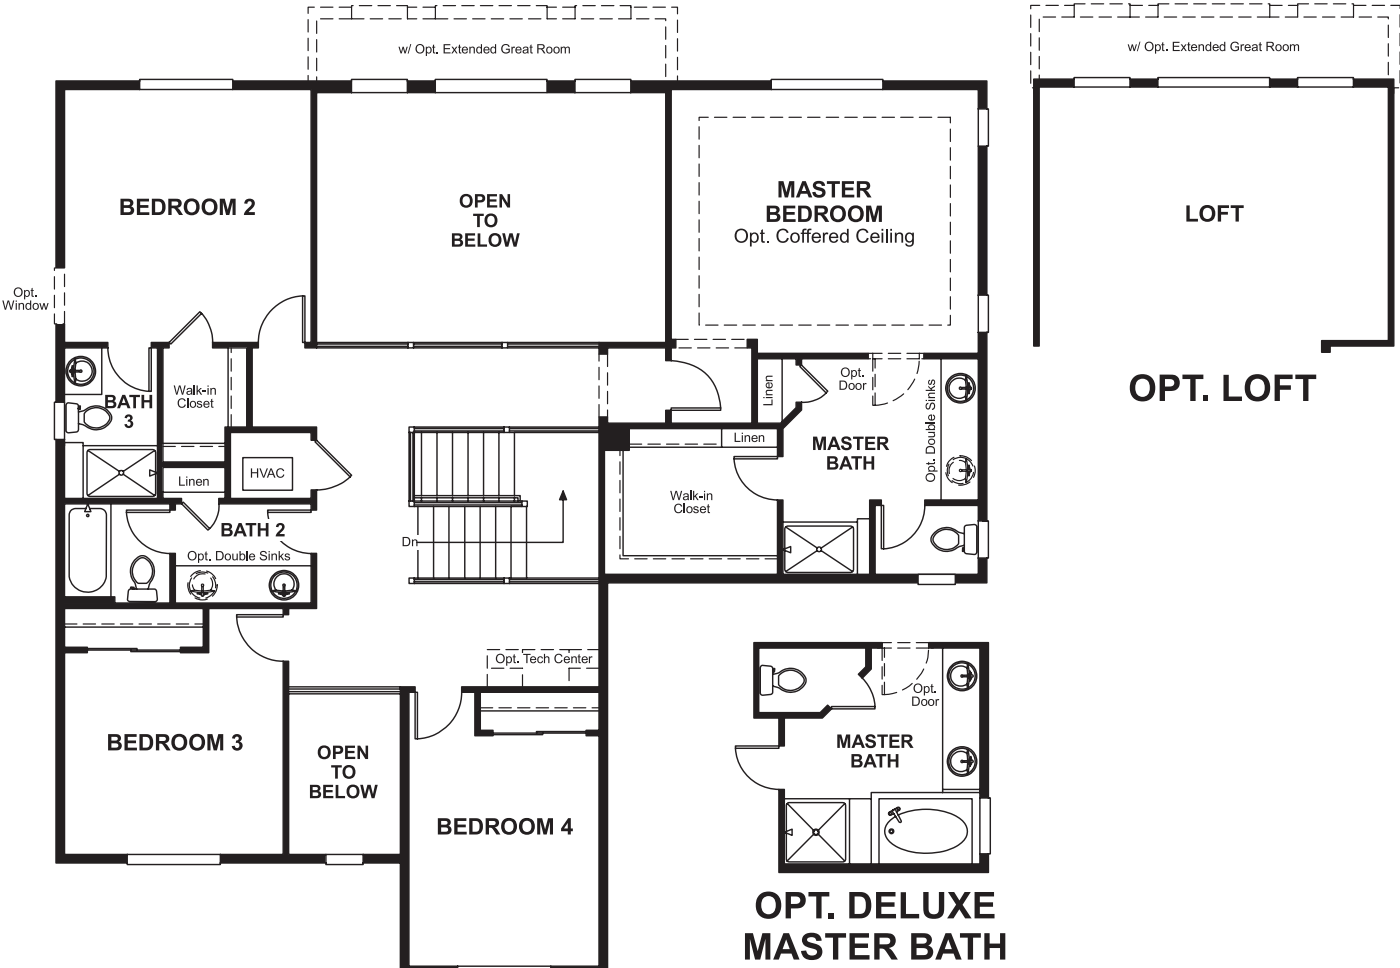 w/ Opt. Extended Great Room
w/ Opt. Extended Great Room
BEDROOM 2
OPEN
TO
BELOW
MASTER
BEDROOM
Opt. Coffered Ceiling
LOFT
Opt.
Window
OPT. LOFT
Walk-in
Closet
BATH
3
Linen
Opt.
Door
Opt. Double Sinks
MASTER
BATH
Linen
HVAC
Linen
Walk-in
Closet
BATH 2
Opt. Double Sinks
Dn
Opt. Tech Center
BEDROOM 3
OPEN
TO
BELOW
BEDROOM 4
Opt.
Door
MASTER
BATH
OPT. DELUXE
MASTER BATH